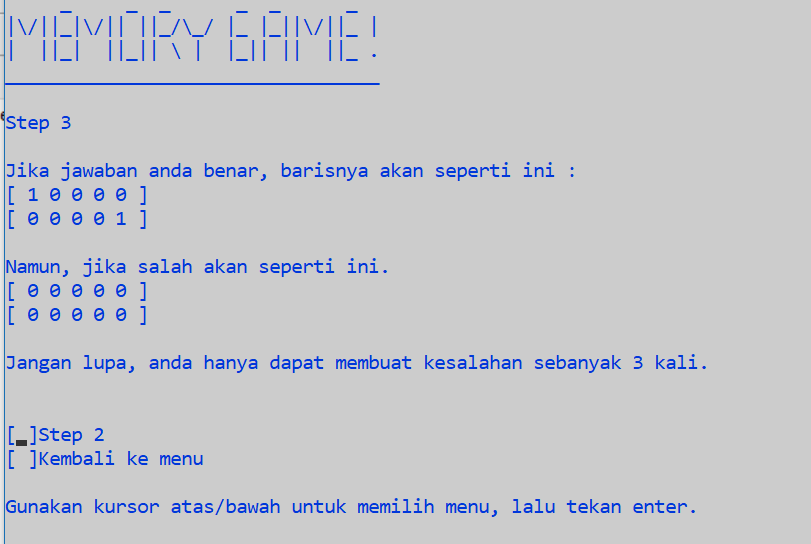 MEMORY GAME
Step 3
Jika jawaban anda benar, barisnya akan seperti ini :
[ 1 0 0 0 0 ]
[ 0 0 0 0 1 ]
Namun, jika salah akan seperti ini.
[ 0 0 0 0 0 ]
[ 0 0 0 0 0 ]
Jangan lupa, anda hanya dapat membuat kesalahan sebanyak 3 kali.
[_]Step 2
[ ]Kembali ke menu
Gunakan kursor atas/bawah untuk memilih menu, lalu tekan enter.